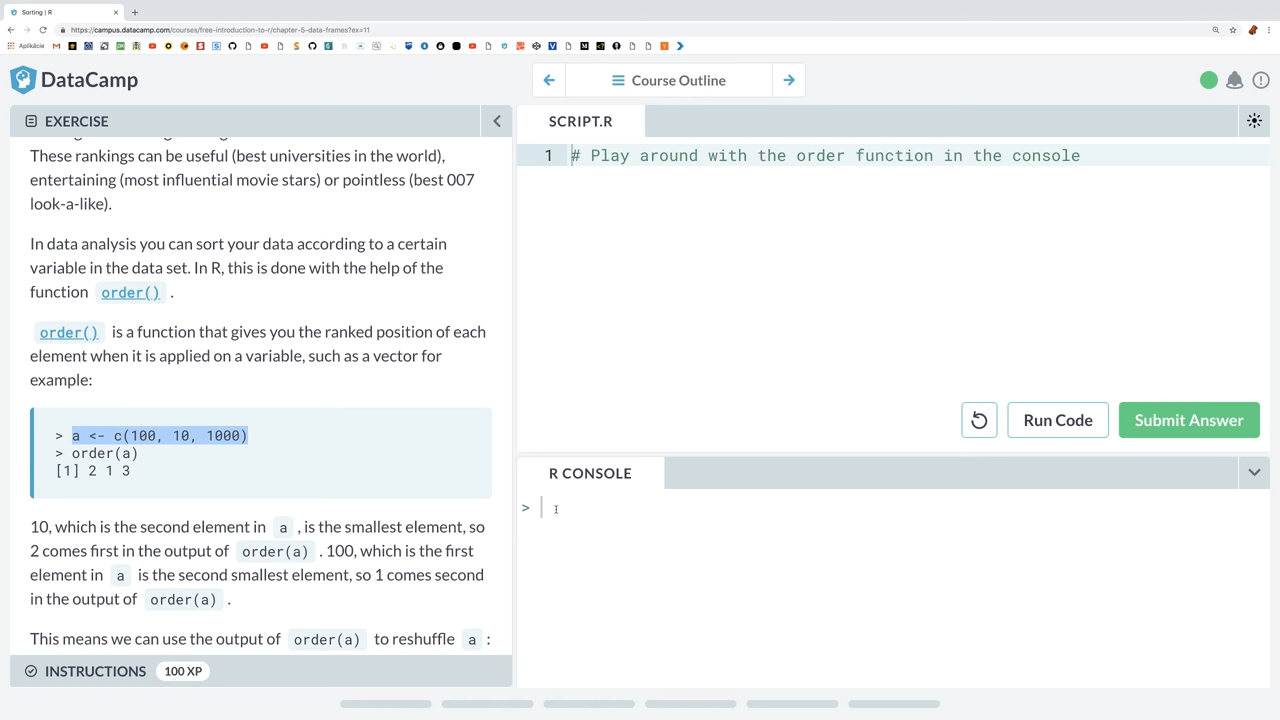 Sorting | R
https://campus.datacamp.com/courses/free-introduction-to-r/chapter-5-data-frames?ex=11
Aplikácie
DataCamp
Course Outline
EXERCISE
These rankings can be useful (best universities in the world),
entertaining (most influential movie stars) or pointless (best 007
look-a-like).
In data analysis you can sort your data according to a certain
variable in the data set. In R, this is done with the help of the
function order() .
order() is a function that gives you the ranked position of each
element when it is applied on a variable, such as a vector for
example:
> a <- c(100, 10, 1000)
> order(a)
[1] 2 1 3
10, which is the second element in a , is the smallest element, so
2 comes first in the output of order(a) . 100, which is the first
element in a is the second smallest element, so 1 comes second
in the output of order(a) .
This means we can use the output of order(a) to reshuffle a :
INSTRUCTIONS 100 XP
SCRIPT.R
1 # Play around with the order function in the console
Run Code
Submit Answer
R CONSOLE
>